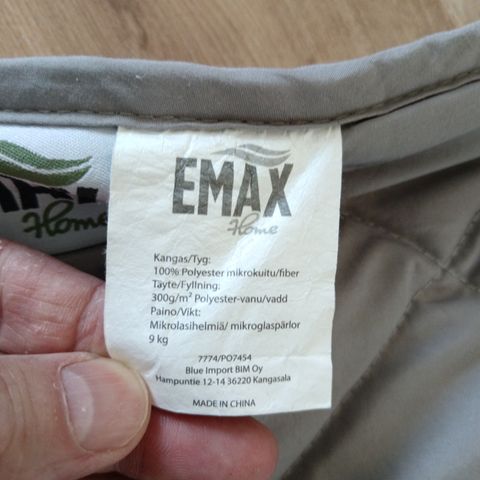 EMAX
Home
Home
Kangas/Tyg:
100% Polyester mikrokuitu/fiber
Täyte/Fyllning:
300g/m² Polyester-vanu/vadd
Paino/Vikt:
Mikrolasihelmiä/ mikroglaspärlor
9 kg
7774/PO7454
Blue Import BIM Oy
Hampuntie 12-14 36220 Kangasala
MADE IN CHINA